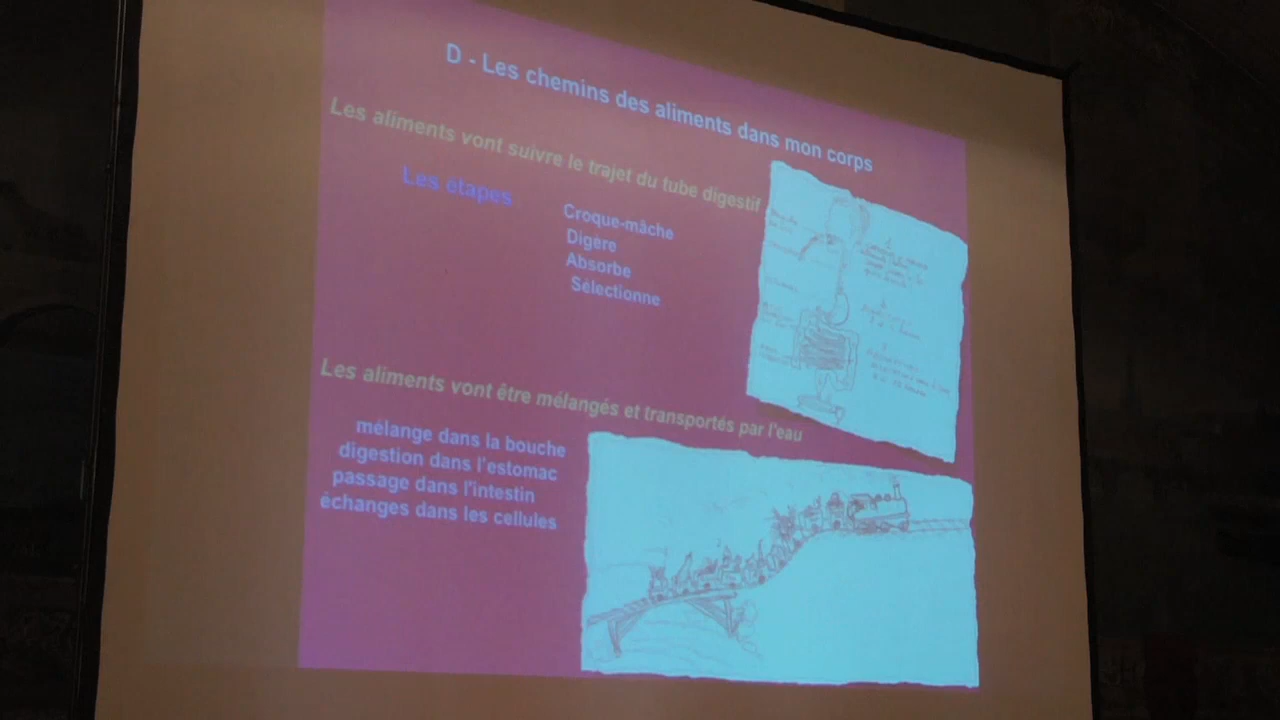 D - Les chemins des aliments dans mon corps
Les aliments vont suivre le trajet du tube digestif
Les étapes
Croque-mâche
Digère
Absorbe
Sélectionne
Les aliments vont être mélangés et transportés par l'eau
mélange dans la bouche
digestion dans l'estomac
passage dans l'intestin
échanges dans les cellules